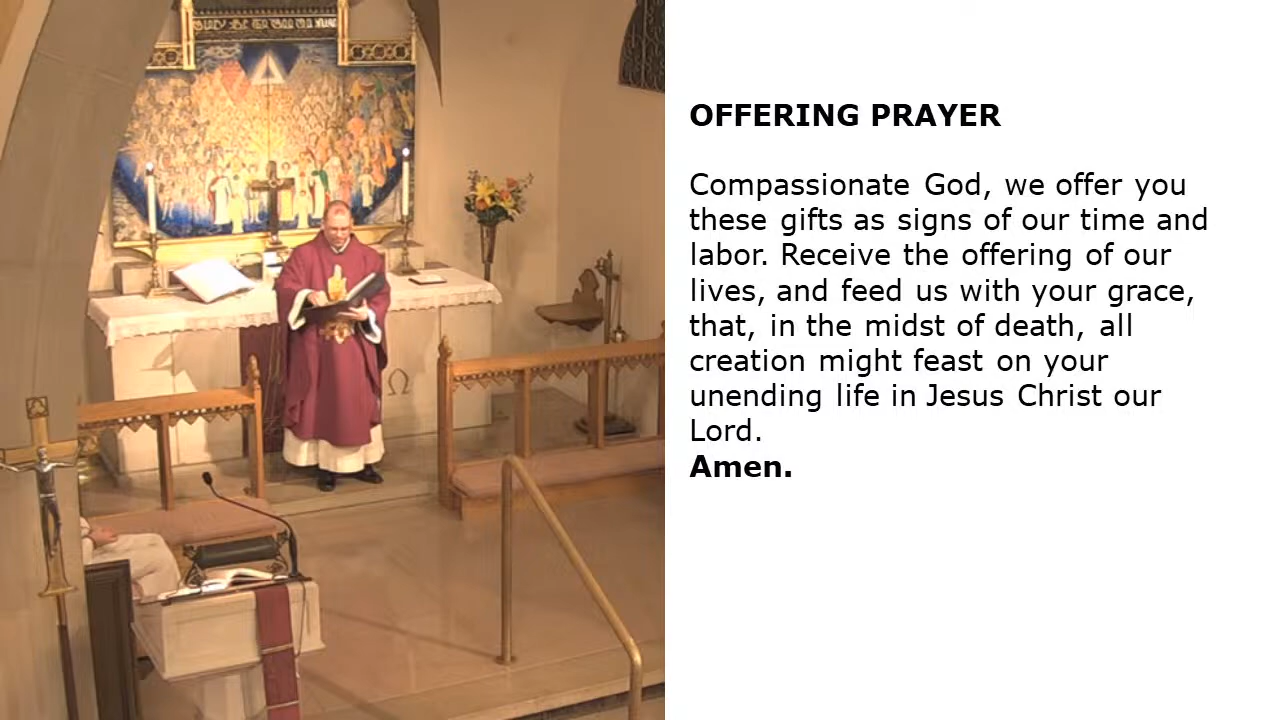 OFFERING PRAYER
Compassionate God, we offer you
these gifts as signs of our time and
labor. Receive the offering of our
lives, and feed us with your grace,
that, in the midst of death, all
creation might feast on your
unending life in Jesus Christ our
Lord.
Amen.
Ω